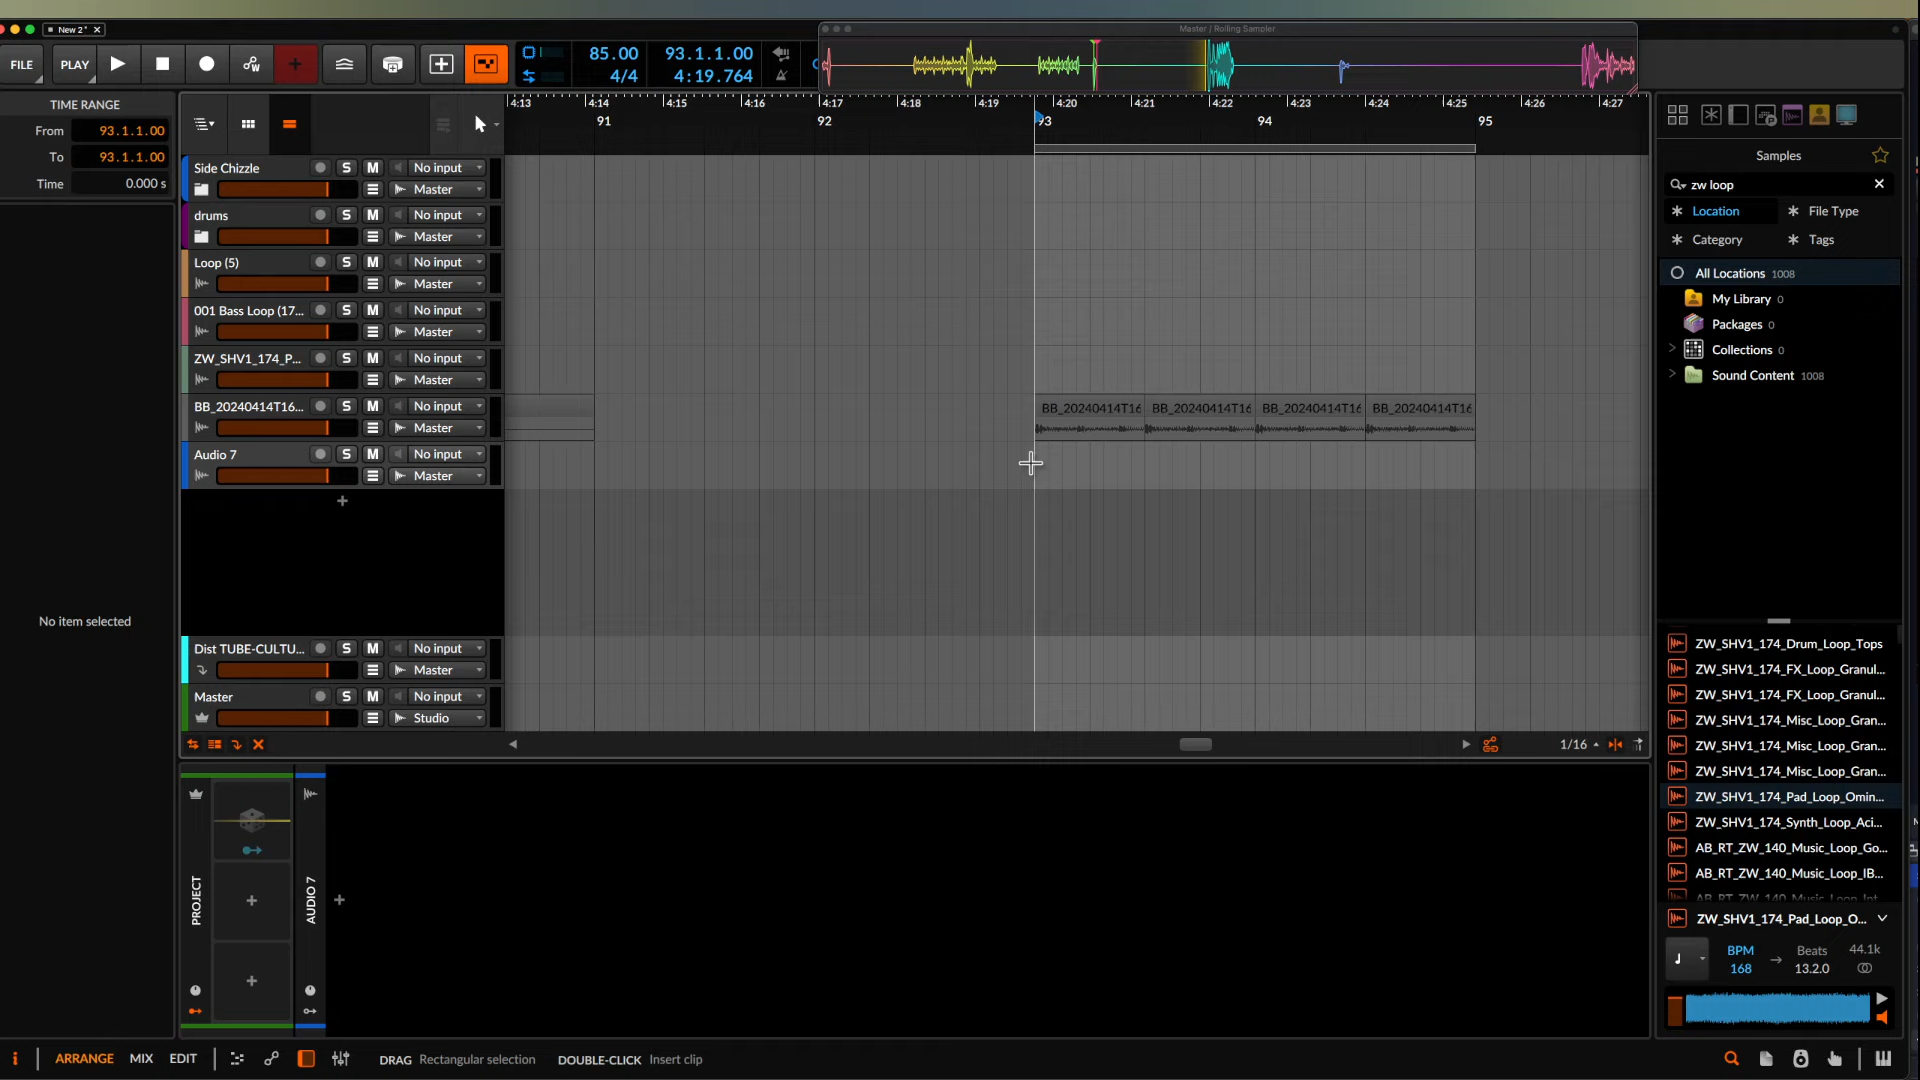 New 2*
Master / Rolling Sampler
FILE
PLAY
85.00
4/4
93.1.1.00
4:19.764
TIME RANGE
From 93.1.1.00
To 93.1.1.00
Time 0.000 s
No item selected
4:13 4:14 4:15 4:16 4:17 4:18 4:19 4:20 4:21 4:22 4:23 4:24 4:25 4:26 4:27
91 92 93 94 95
Side Chizzle S M No input
Master
drums S M No input
Master
Loop (5) S M No input
Master
001 Bass Loop (17... S M No input
Master
ZW_SHV1_174_P... S M No input
Master
BB_20240414T16... S M No input
Master
BB_20240414T16 BB_20240414T16 BB_20240414T16 BB_20240414T16
Audio 7 S M No input
Master
Dist TUBE-CULTU... S M No input
Master
Master S M No input
Studio
1/16
PROJECT
AUDIO 7
Samples
zw loop
Location File Type
Category Tags
All Locations 1008
My Library 0
Packages 0
Collections 0
Sound Content 1008
ZW_SHV1_174_Drum_Loop_Tops
ZW_SHV1_174_FX_Loop_Granul...
ZW_SHV1_174_FX_Loop_Granul...
ZW_SHV1_174_Misc_Loop_Gran...
ZW_SHV1_174_Misc_Loop_Gran...
ZW_SHV1_174_Misc_Loop_Gran...
ZW_SHV1_174_Pad_Loop_Omin...
ZW_SHV1_174_Synth_Loop_Aci...
AB_RT_ZW_140_Music_Loop_Go...
AB_RT_ZW_140_Music_Loop_IB...
AB_RT_ZW_140_Music_Loop_Int...
ZW_SHV1_174_Pad_Loop_O...
BPM Beats 44.1k
168 13.2.0
ARRANGE MIX EDIT
DRAG Rectangular selection DOUBLE-CLICK Insert clip